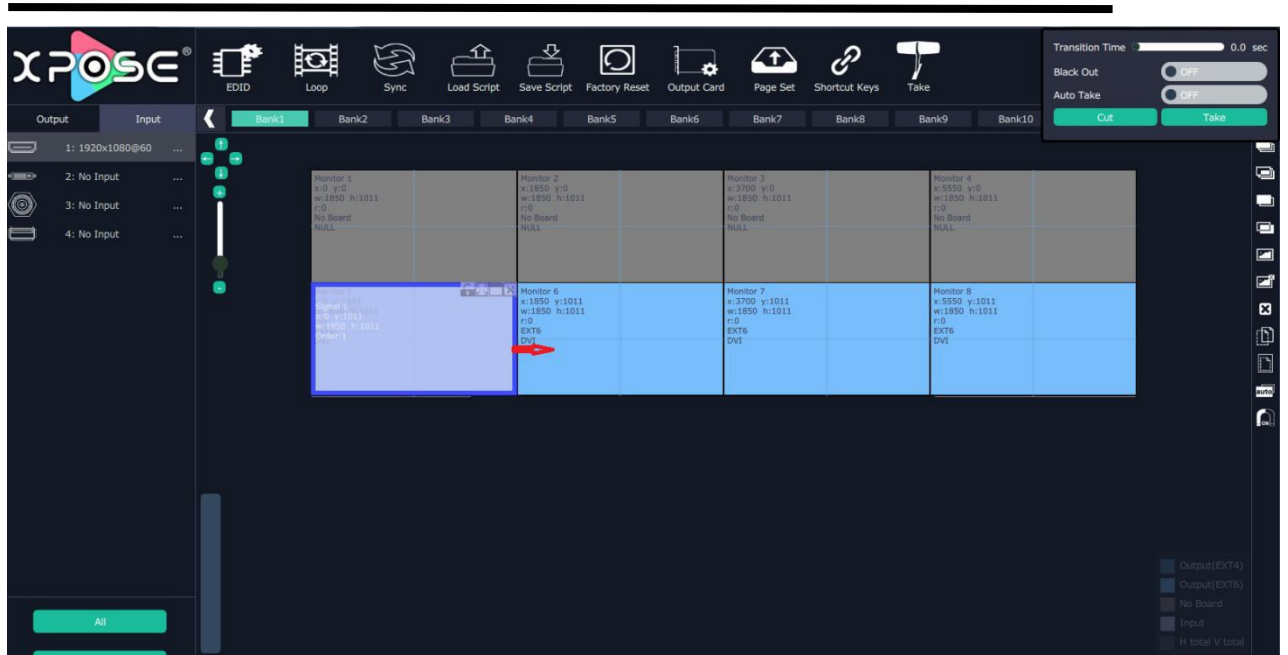 XPOSE®
EDID
Loop
Sync
Load Script
Save Script
Factory Reset
Output Card
Page Set
Shortcut Keys
Take
Transition Time
0.0 sec
Black Out
OFF
Auto Take
OFF
Cut
Take
Output
Input
Bank1
Bank2
Bank3
Bank4
Bank5
Bank6
Bank7
Bank8
Bank9
Bank10
1: 1920x1080@60 ...
2: No Input ...
3: No Input ...
4: No Input ...
Monitor 1
x:0 y:0
w:1850 h:1011
r:0
No Board
NULL
Monitor 2
x:1850 y:0
w:1850 h:1011
r:0
No Board
NULL
Monitor 3
x:3700 y:0
w:1850 h:1011
r:0
No Board
NULL
Monitor 4
x:5550 y:0
w:1850 h:1011
r:0
No Board
NULL
Signal 1
x:0 y:1011
w:1850 h:1011
Order:1
Monitor 6
x:1850 y:1011
w:1850 h:1011
r:0
EXT6
DVI
Monitor 7
x:3700 y:1011
w:1850 h:1011
r:0
EXT6
DVI
Monitor 8
x:5550 y:1011
w:1850 h:1011
r:0
EXT6
DVI
auto
Output(EXT4)
Output(EXT6)
No Board
Input
H total V total
All